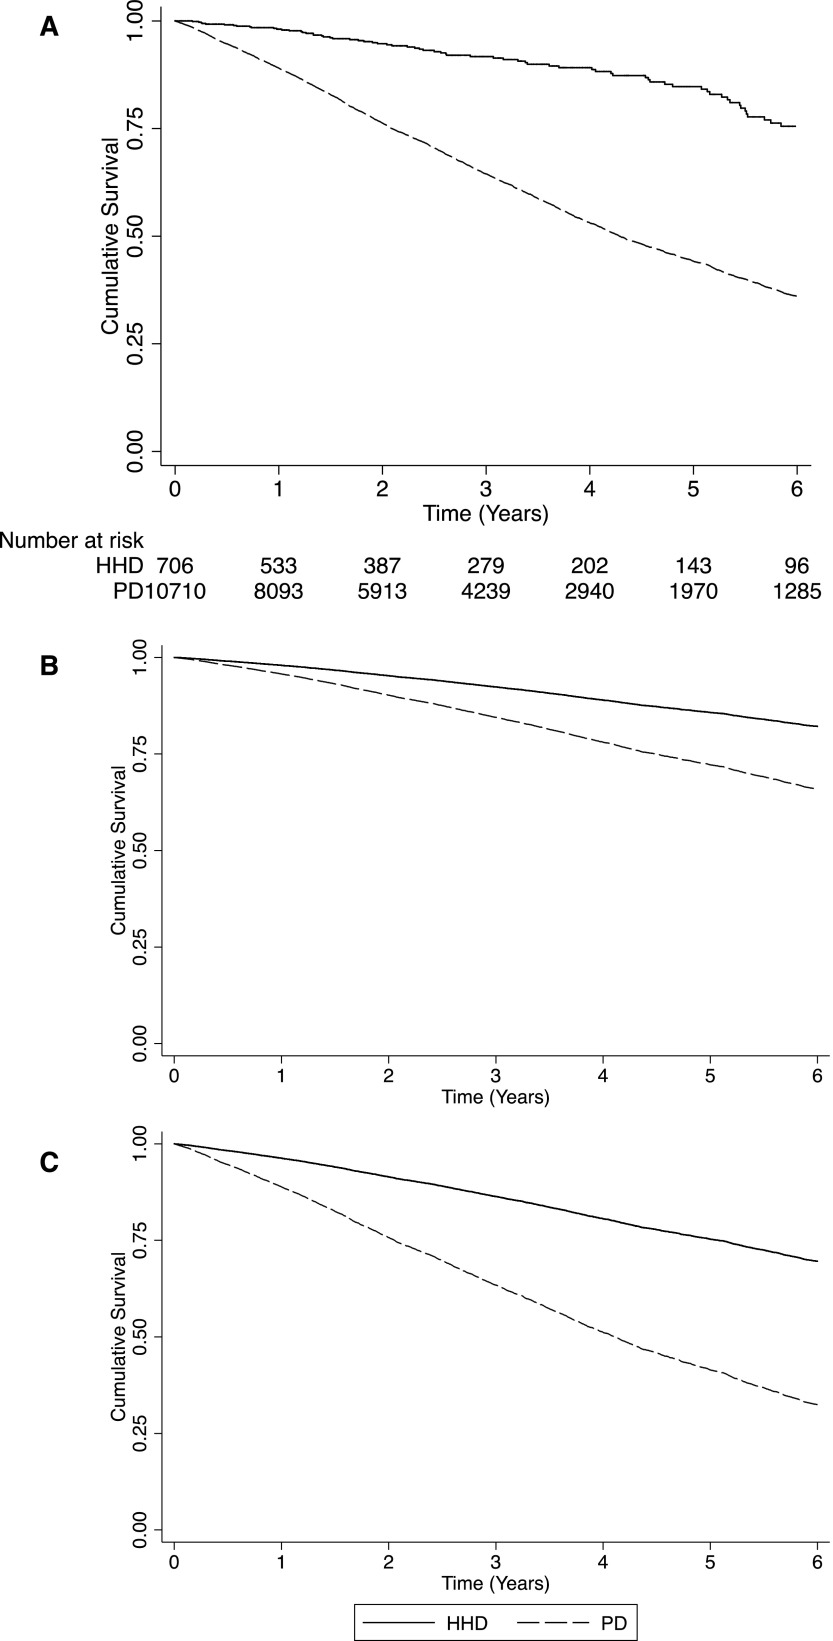 A
Cumulative Survival
1.00
0.75
0.50
0.25
0.00
0 1 2 3 4 5 6
Time (Years)
Number at risk
HHD 706 533 387 279 202 143 96
PD10710 8093 5913 4239 2940 1970 1285
B
Cumulative Survival
1.00
0.75
0.50
0.25
0.00
0 1 2 3 4 5 6
Time (Years)
C
Cumulative Survival
1.00
0.75
0.50
0.25
0.00
0 1 2 3 4 5 6
Time (Years)
HHD PD